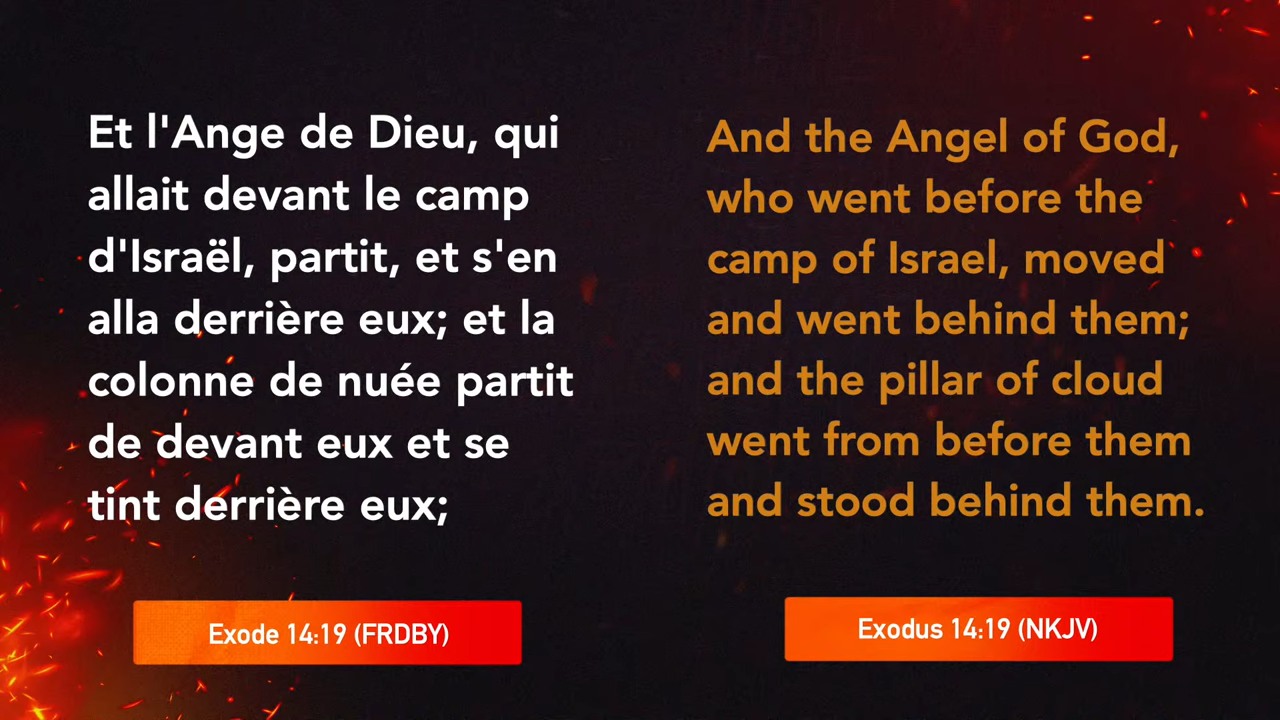 Et l'Ange de Dieu, qui
allait devant le camp
d'Israël, partit, et s'en
alla derrière eux; et la
colonne de nuée partit
de devant eux et se
tint derrière eux;
Exode 14:19 (FRDBY)
And the Angel of God,
who went before the
camp of Israel, moved
and went behind them;
and the pillar of cloud
went from before them
and stood behind them.
Exodus 14:19 (NKJV)